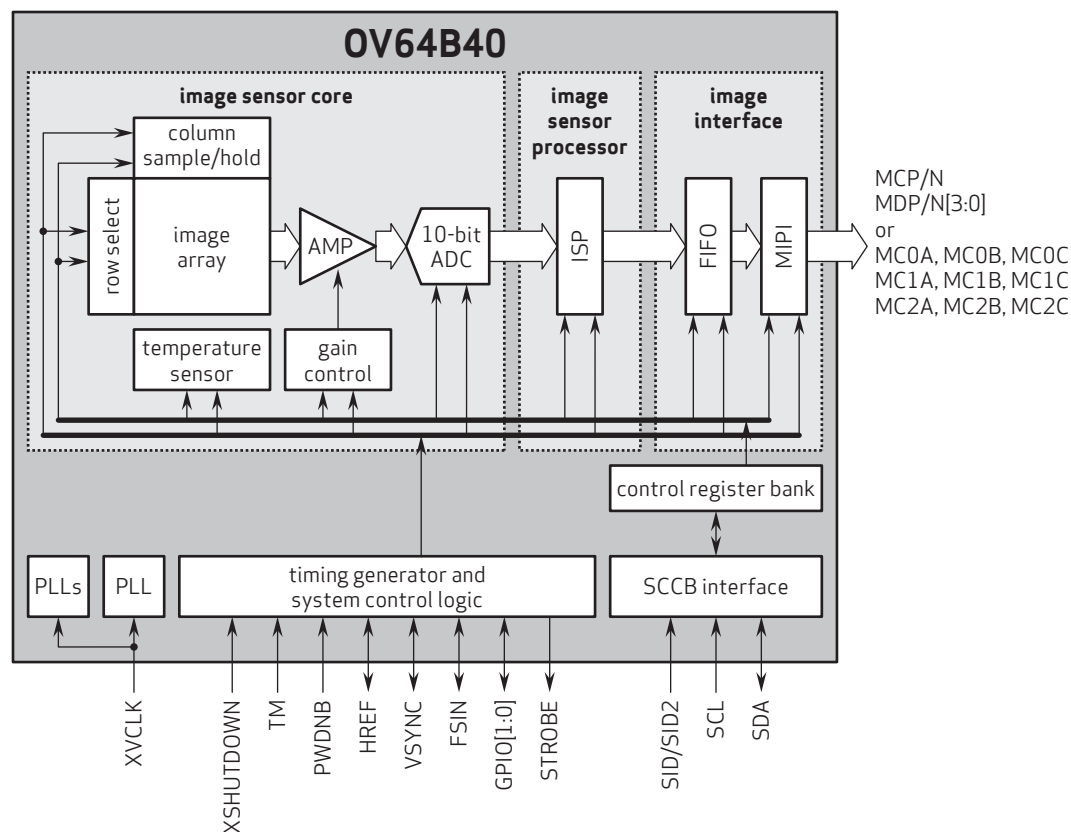 OV64B40
image sensor core
image
sensor
processor
image
interface
column
sample/hold
row select
image
array
AMP
10-bit
ADC
ISP
FIFO
MIPI
MCP/N
MDP/N[3:0]
or
MC0A, MC0B, MC0C
MC1A, MC1B, MC1C
MC2A, MC2B, MC2C
temperature
sensor
gain
control
control register bank
PLLs
PLL
timing generator and
system control logic
SCCB interface
XVCLK
XSHUTDOWN
TM
PWDNB
HREF
VSYNC
FSIN
GPIO[1:0]
STROBE
SID/SID2
SCL
SDA